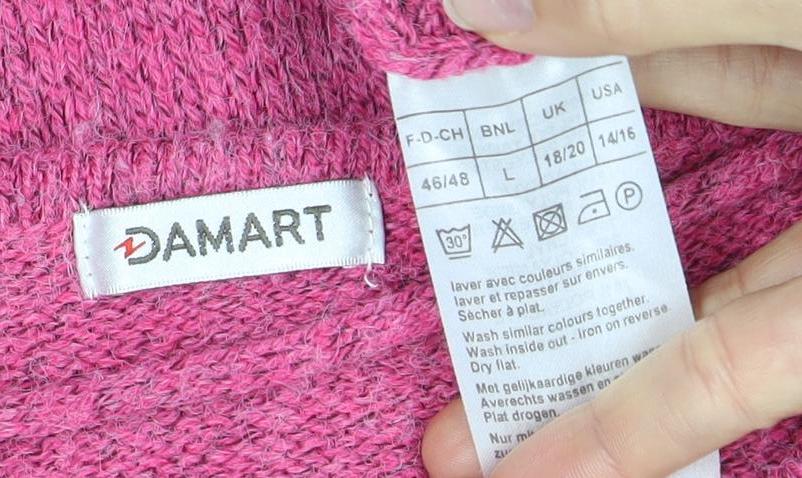 DAMART
F-D-CH BNL UK USA
46/48 L 18/20 14/16
30° P
laver avec couleurs similaires.
laver et repasser sur envers.
Sécher à plat.
Wash similar colours together.
Wash inside out - Iron on reverse
Dry flat.
Met gelijkaardige kleuren
Averechts wassen en
Plat drogen.
Nur